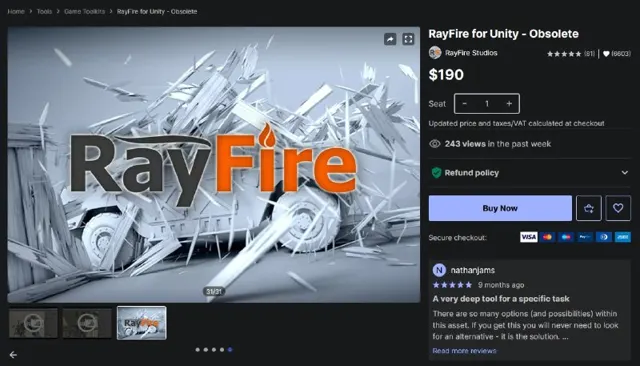 Home > Tools > Game Toolkits > RayFire for Unity - Obsolete
RayFire
31/31
RayFire
RayFire for Unity - Obsolete
RayFire Studios
(81) | (6603)
$190
Seat - 1 +
Updated price and taxes/VAT calculated at checkout
243 views in the past week
Refund policy
Buy Now
Secure checkout: VISA
N nathanjams
9 months ago
A very deep tool for a specific task
There are so many options (and possibilities) within
this asset. If you get this you will never need to look
for an alternative - it is the solution. ...
Read more reviews